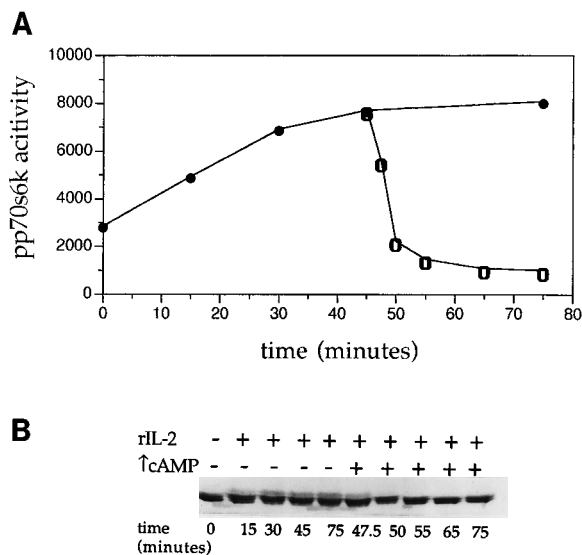 A
10000
8000
6000
4000
2000
0
pp70s6k acitivity
0 10 20 30 40 50 60 70 80
time (minutes)
B
rIL-2 - + + + + + + + + +
↑cAMP - - - - - + + + + +
time 0 15 30 45 75 47.5 50 55 65 75
(minutes)